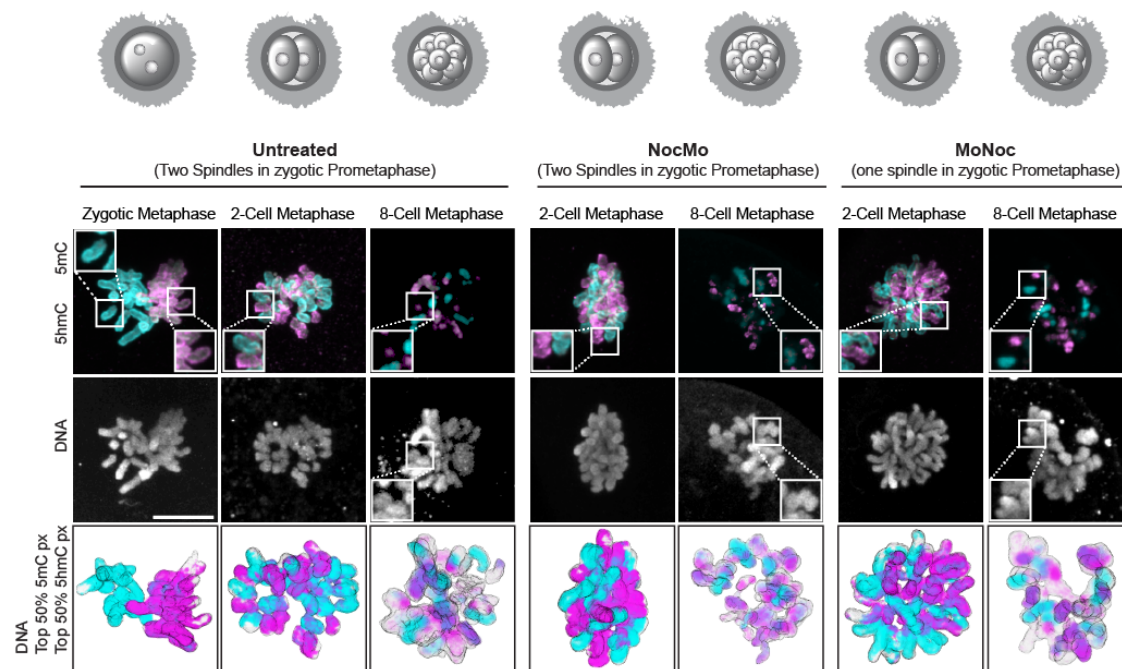 Untreated
(Two Spindles in zygotic Prometaphase)
NocMo
(Two Spindles in zygotic Prometaphase)
MoNoc
(one spindle in zygotic Prometaphase)
Zygotic Metaphase
2-Cell Metaphase
8-Cell Metaphase
2-Cell Metaphase
8-Cell Metaphase
2-Cell Metaphase
8-Cell Metaphase
5mC
5hmC
DNA
DNA
Top 50% 5mC px
Top 50% 5hmC px